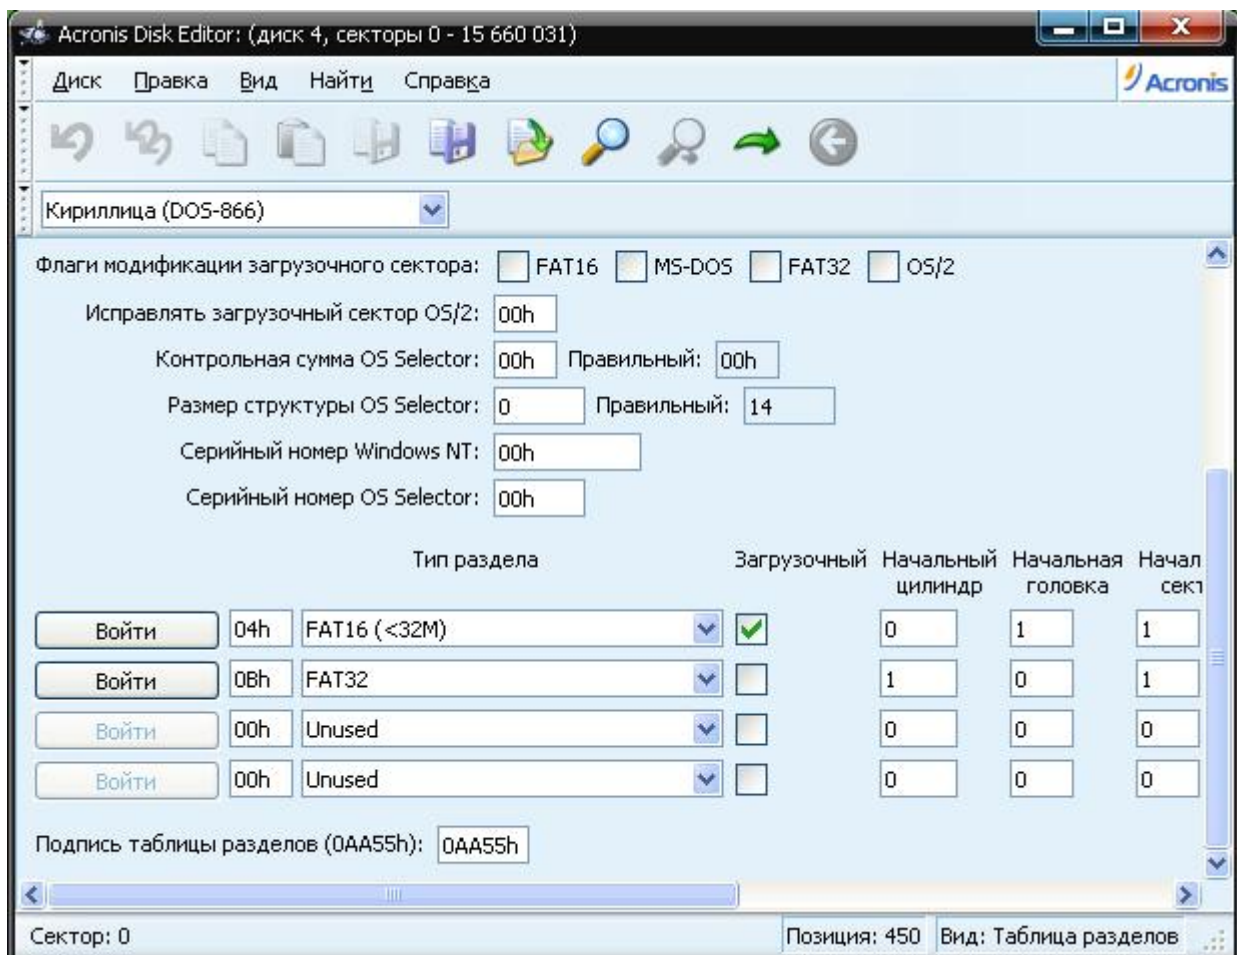 Acronis Disk Editor: (диск 4, секторы 0 - 15 660 031)
Диск Правка Вид Найти Справка
Acronis
Кириллица (DOS-866)
Флаги модификации загрузочного сектора: FAT16 MS-DOS FAT32 OS/2
Исправлять загрузочный сектор OS/2: 00h
Контрольная сумма OS Selector: 00h Правильный: 00h
Размер структуры OS Selector: 0 Правильный: 14
Серийный номер Windows NT: 00h
Серийный номер OS Selector: 00h
Тип раздела Загрузочный Начальный Начальная Начал
цилиндр головка сект
Войти 04h FAT16 (<32M) 0 1 1
Войти 0Bh FAT32 1 0 1
Войти 00h Unused 0 0 0
Войти 00h Unused 0 0 0
Подпись таблицы разделов (0AA55h): 0AA55h
Сектор: 0 Позиция: 450 Вид: Таблица разделов